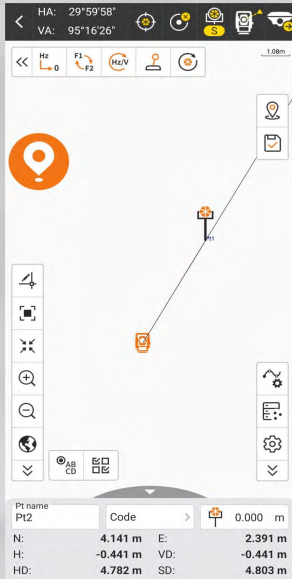 HA: 29°59'58"
VA: 95°16'26"
S
Hz
0
F1
F2
Hz/V
1.08m
Pt1
AB
CD
Pt name
Pt2
Code
0.000 m
N: 4.141 m E: 2.391 m
H: -0.441 m VD: -0.441 m
HD: 4.782 m SD: 4.803 m